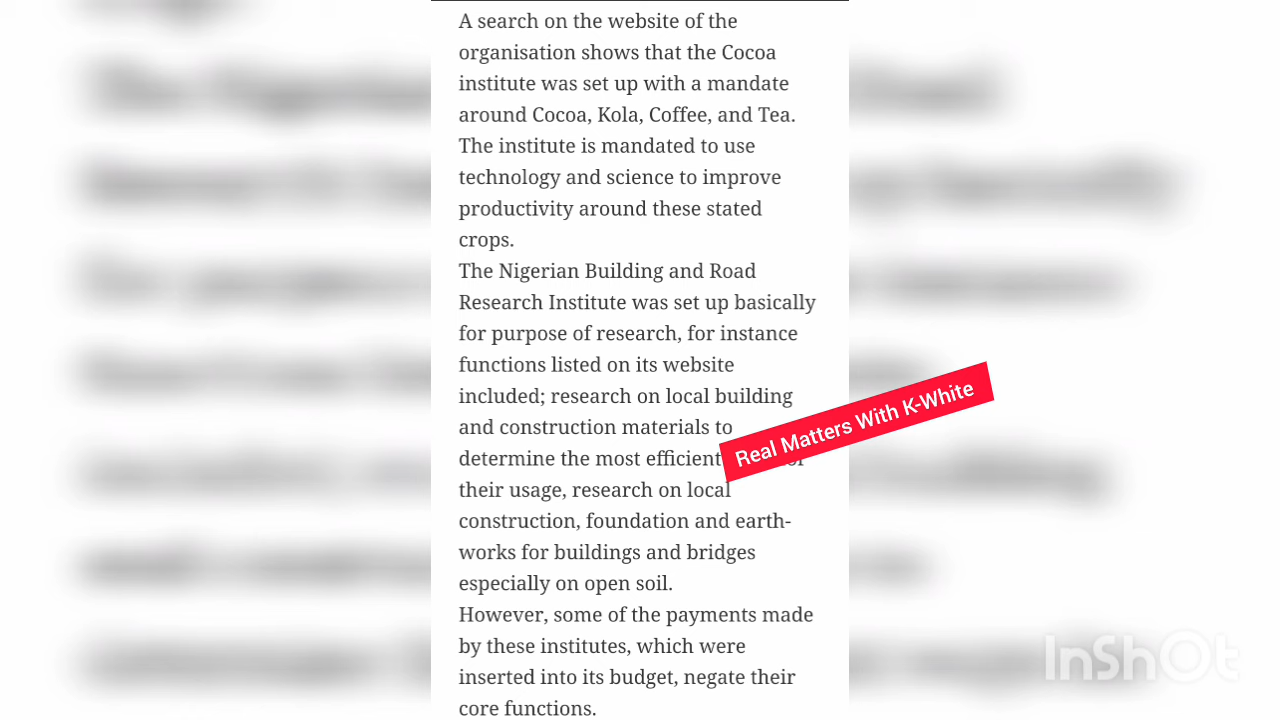 A search on the website of the
organisation shows that the Cocoa
institute was set up with a mandate
around Cocoa, Kola, Coffee, and Tea.
The institute is mandated to use
technology and science to improve
productivity around these stated
crops.
The Nigerian Building and Road
Research Institute was set up basically
for purpose of research, for instance
functions listed on its website
included; research on local building
and construction materials to
determine the most efficient
their usage, research on local
construction, foundation and earth-
works for buildings and bridges
especially on open soil.
However, some of the payments made
by these institutes, which were
inserted into its budget, negate their
core functions.
Real Matters With K-White
InShOt